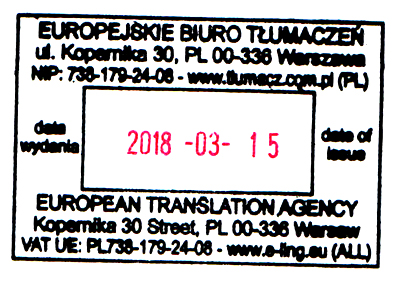 EUROPEJSKIE BIURO TŁUMACZEŃ
ul. Kopernika 30, PL 00-336 Warszawa
NIP: 738-179-24-08 - www.tlumacz.com.pl (PL)
data wydania
2018 -03- 15
date of issue
EUROPEAN TRANSLATION AGENCY
Kopernika 30 Street, PL 00-336 Warsaw
VAT UE: PL738-179-24-08 - www.e-ling.eu (ALL)